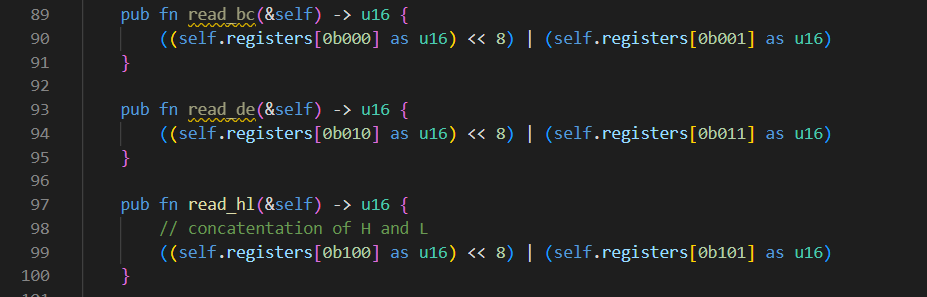 89 pub fn read_bc(&self) -> u16 {
90 ((self.registers[0b000] as u16) << 8) | (self.registers[0b001] as u16)
91 }
92
93 pub fn read_de(&self) -> u16 {
94 ((self.registers[0b010] as u16) << 8) | (self.registers[0b011] as u16)
95 }
96
97 pub fn read_hl(&self) -> u16 {
98 // concatentation of H and L
99 ((self.registers[0b100] as u16) << 8) | (self.registers[0b101] as u16)
100 }